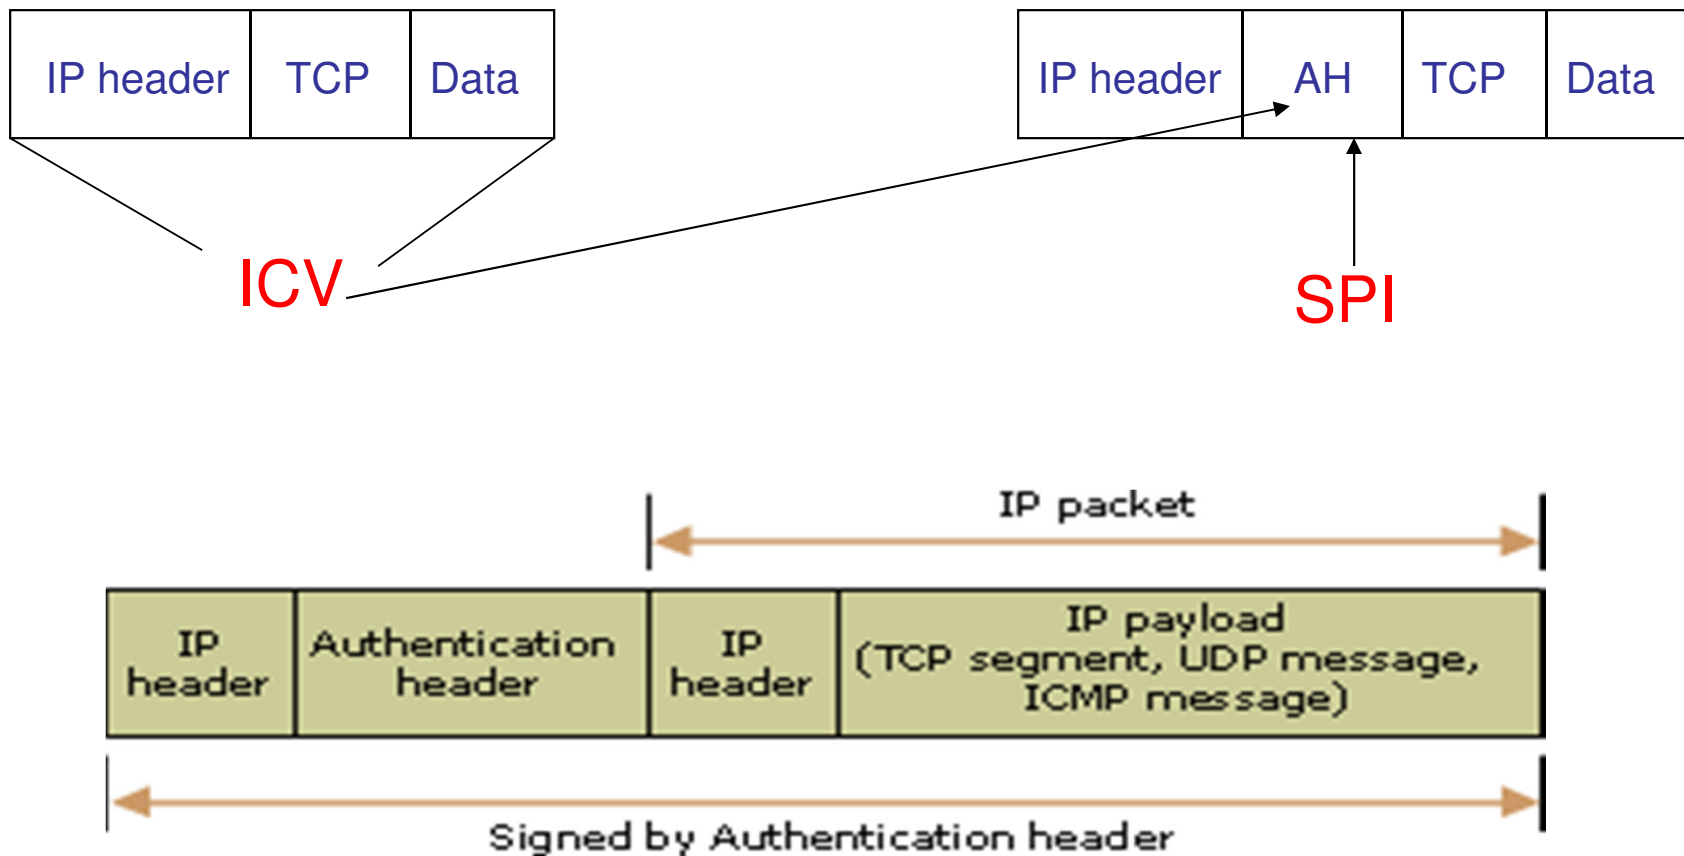 IP header TCP Data
IP header AH TCP Data
ICV
SPI
IP packet
IP
header
Authentication
header
IP
header
IP payload
(TCP segment, UDP message,
ICMP message)
Signed by Authentication header